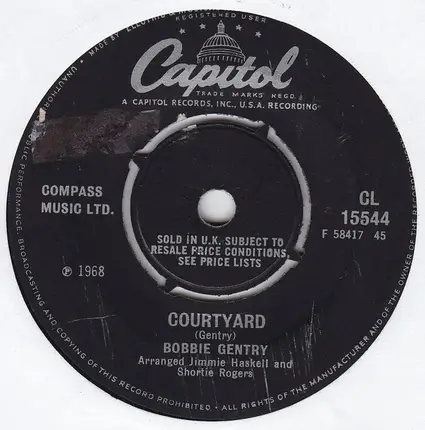 MADE BY
REGISTERED USER
Capitol
TRADE MARKS REGD.
A CAPITOL RECORDS, INC., U.S.A. RECORDING
COMPASS
MUSIC LTD.
CL
15544
F 58417 45
SOLD IN U.K. SUBJECT TO
RESALE PRICE CONDITIONS,
SEE PRICE LISTS
℗ 1968
COURTYARD
(Gentry)
BOBBIE GENTRY
Arranged Jimmie Haskell and
Shortie Rogers
ALL RIGHTS OF THE MANUFACTURER AND OF THE OWNER OF THE
UNAUTHORISED PUBLIC PERFORMANCE, BROADCASTING AND COPYING OF THIS RECORD PROHIBITED